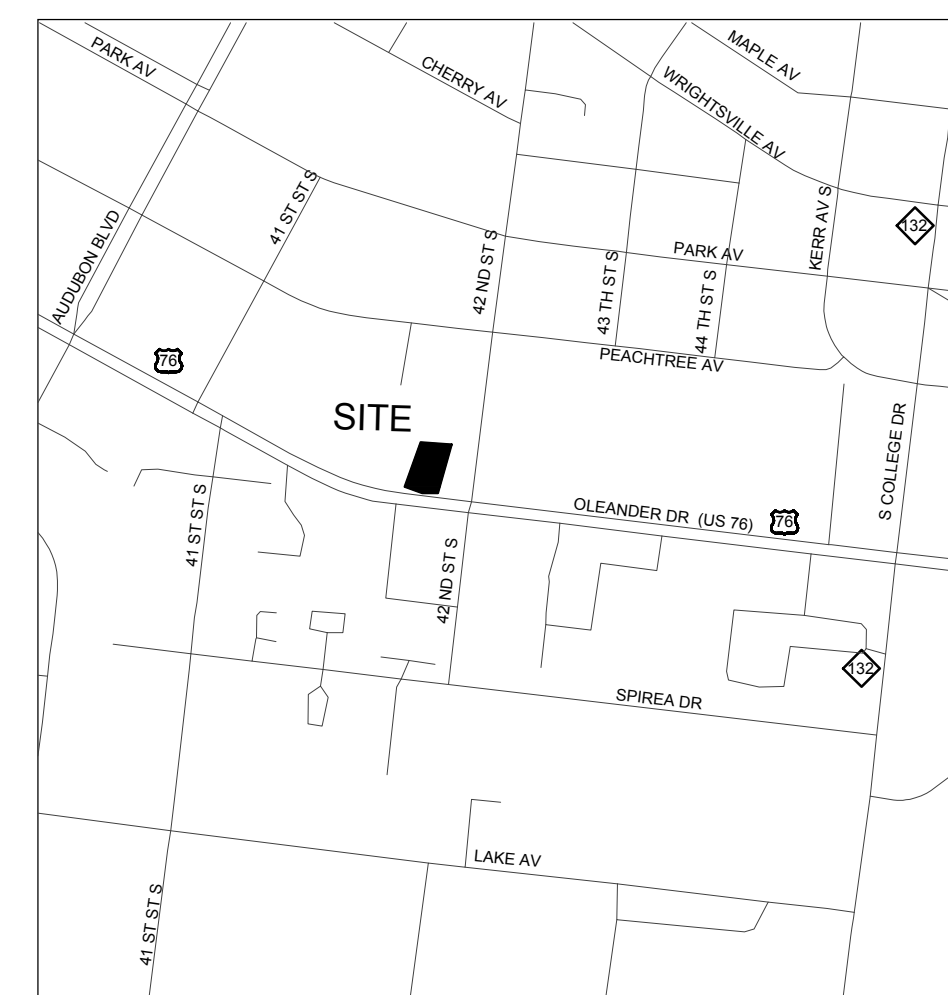 PARK AV
CHERRY AV
MAPLE AV
WRIGHTSVILLE AV
41 ST ST S
AUDUBON BLVD
42 ND ST S
KERR AV S
132
PARK AV
43 TH ST S
44 TH ST S
76
PEACHTREE AV
SITE
S COLLEGE DR
OLEANDER DR (US 76)
76
41 ST ST S
42 ND ST S
132
SPIREA DR
LAKE AV
41 ST ST S